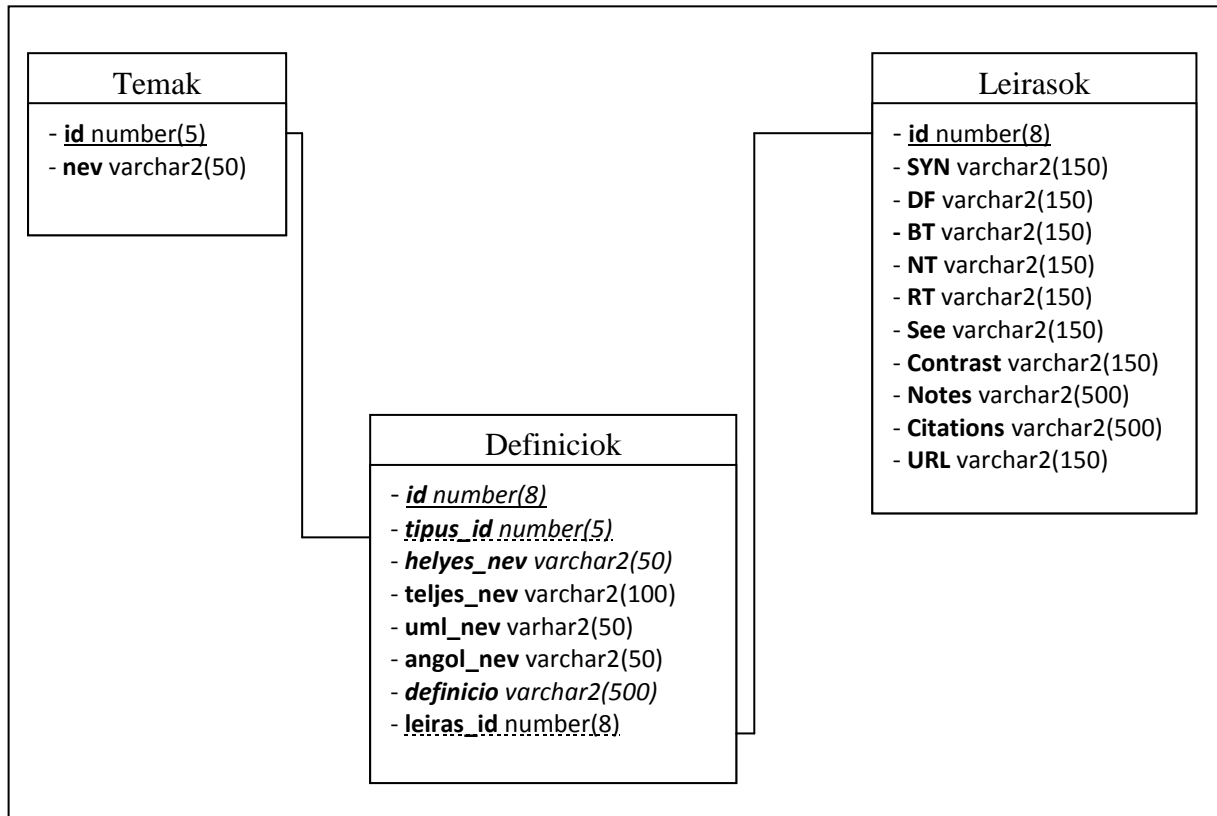 Temak
- id number(5)
- nev varchar2(50)
Leirasok
- id number(8)
- SYN varchar2(150)
- DF varchar2(150)
- BT varchar2(150)
- NT varchar2(150)
- RT varchar2(150)
- See varchar2(150)
- Contrast varchar2(150)
- Notes varchar2(500)
- Citations varchar2(500)
- URL varchar2(150)
Definiciok
- id number(8)
- tipus_id number(5)
- helyes_nev varchar2(50)
- teljes_nev varchar2(100)
- uml_nev varhar2(50)
- angol_nev varchar2(50)
- definicio varchar2(500)
- leiras_id number(8)